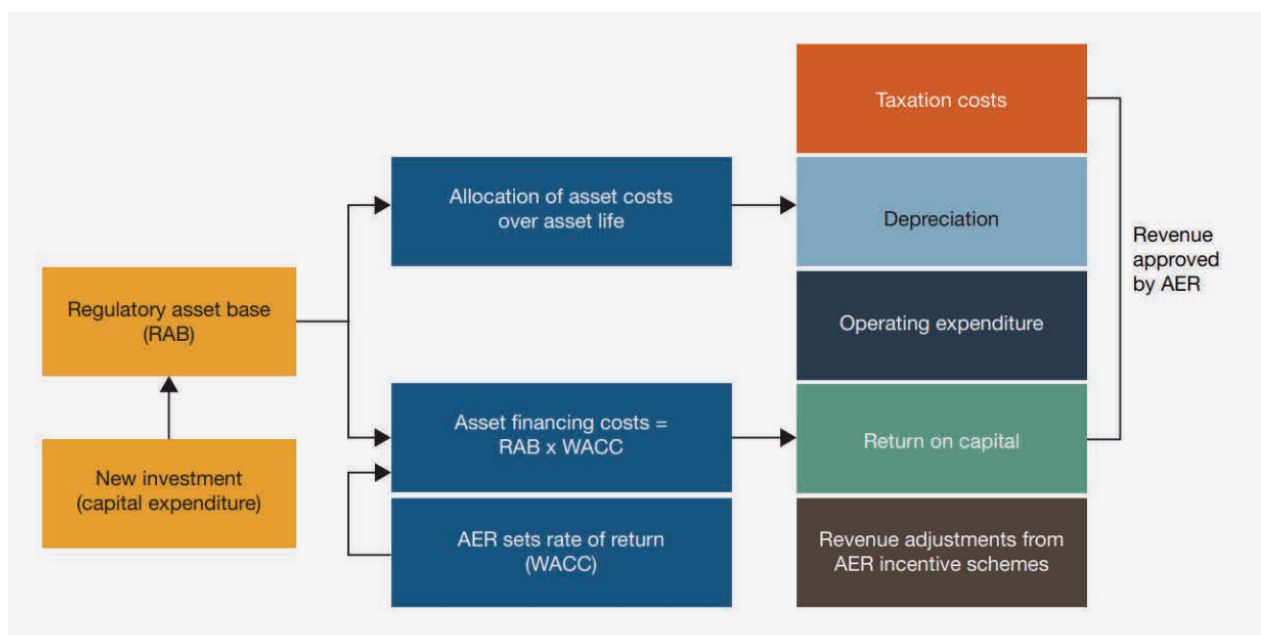 Taxation costs
Allocation of asset costs
over asset life
Depreciation
Revenue
approved
by AER
Regulatory asset base
(RAB)
Operating expenditure
Asset financing costs =
RAB x WACC
Return on capital
New investment
(capital expenditure)
AER sets rate of return
(WACC)
Revenue adjustments from
AER incentive schemes